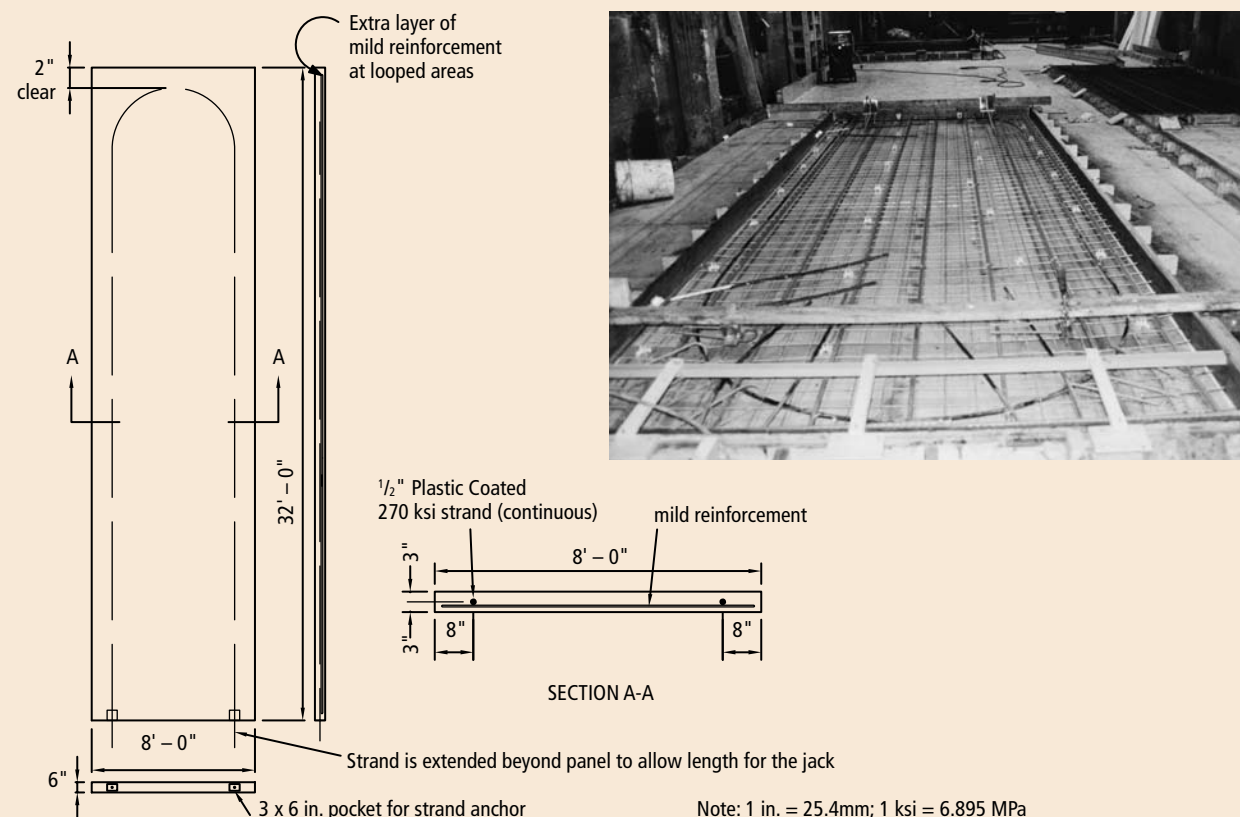 Extra layer of
mild reinforcement
at looped areas
2"
clear
A
A
32' – 0"
1/2" Plastic Coated
270 ksi strand (continuous)
mild reinforcement
3"
8' – 0"
3"
8"
8"
SECTION A-A
8' – 0"
Strand is extended beyond panel to allow length for the jack
6"
3 x 6 in. pocket for strand anchor
Note: 1 in. = 25.4mm; 1 ksi = 6.895 MPa